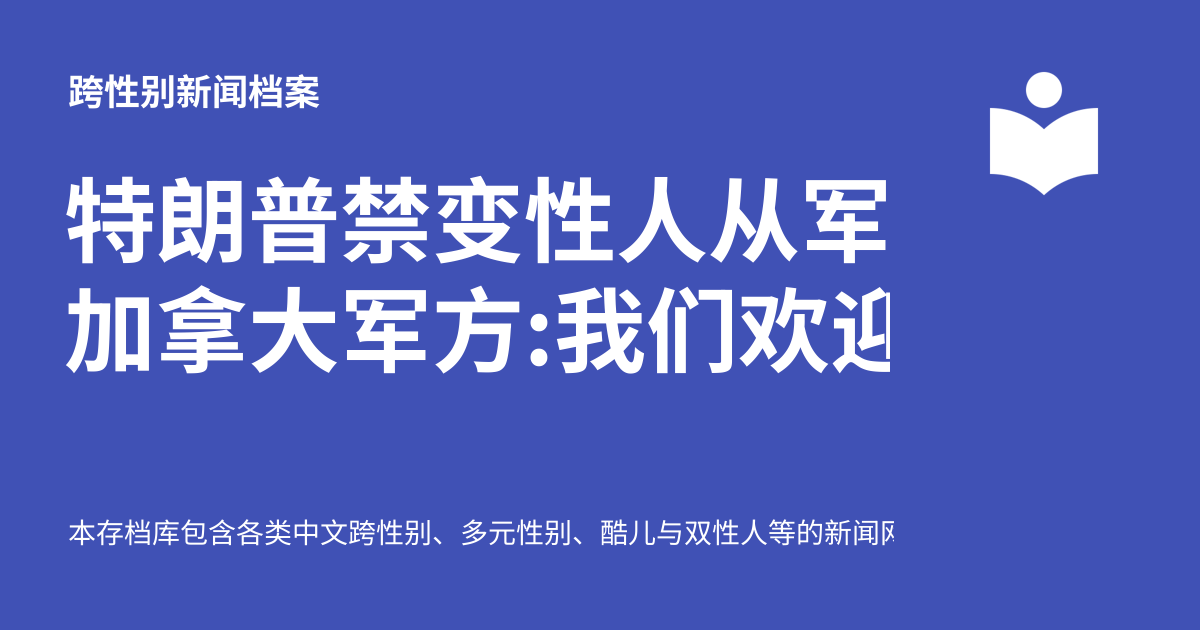 跨性别新闻档案
特朗普禁变性人从军
加拿大军方:我们欢迎
本存档库包含各类中文跨性别、多元性别、酷儿与双性人等的新闻网